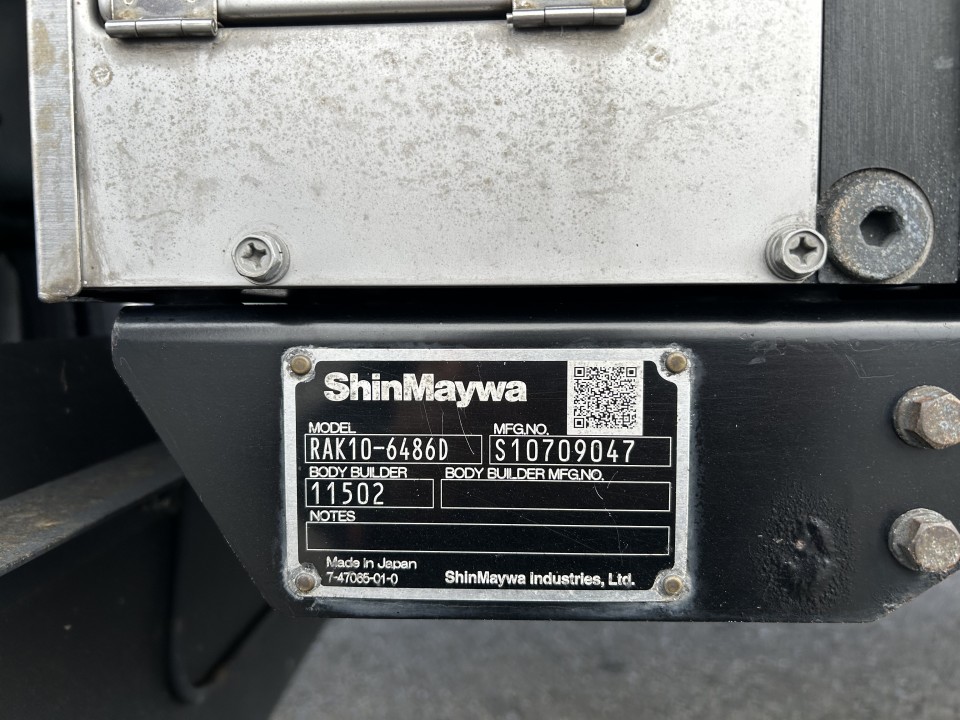 ShinMaywa
MODEL MFG.NO.
RAK10-6486D S10709047
BODY BUILDER BODY BUILDER MFG.NO.
11502
NOTES
Made in Japan
7-47065-01-0 ShinMaywa Industries, Ltd.